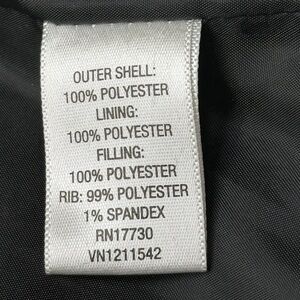 OUTER SHELL:
100% POLYESTER
LINING:
100% POLYESTER
FILLING:
100% POLYESTER
RIB: 99% POLYESTER
1% SPANDEX
RN17730
VN1211542